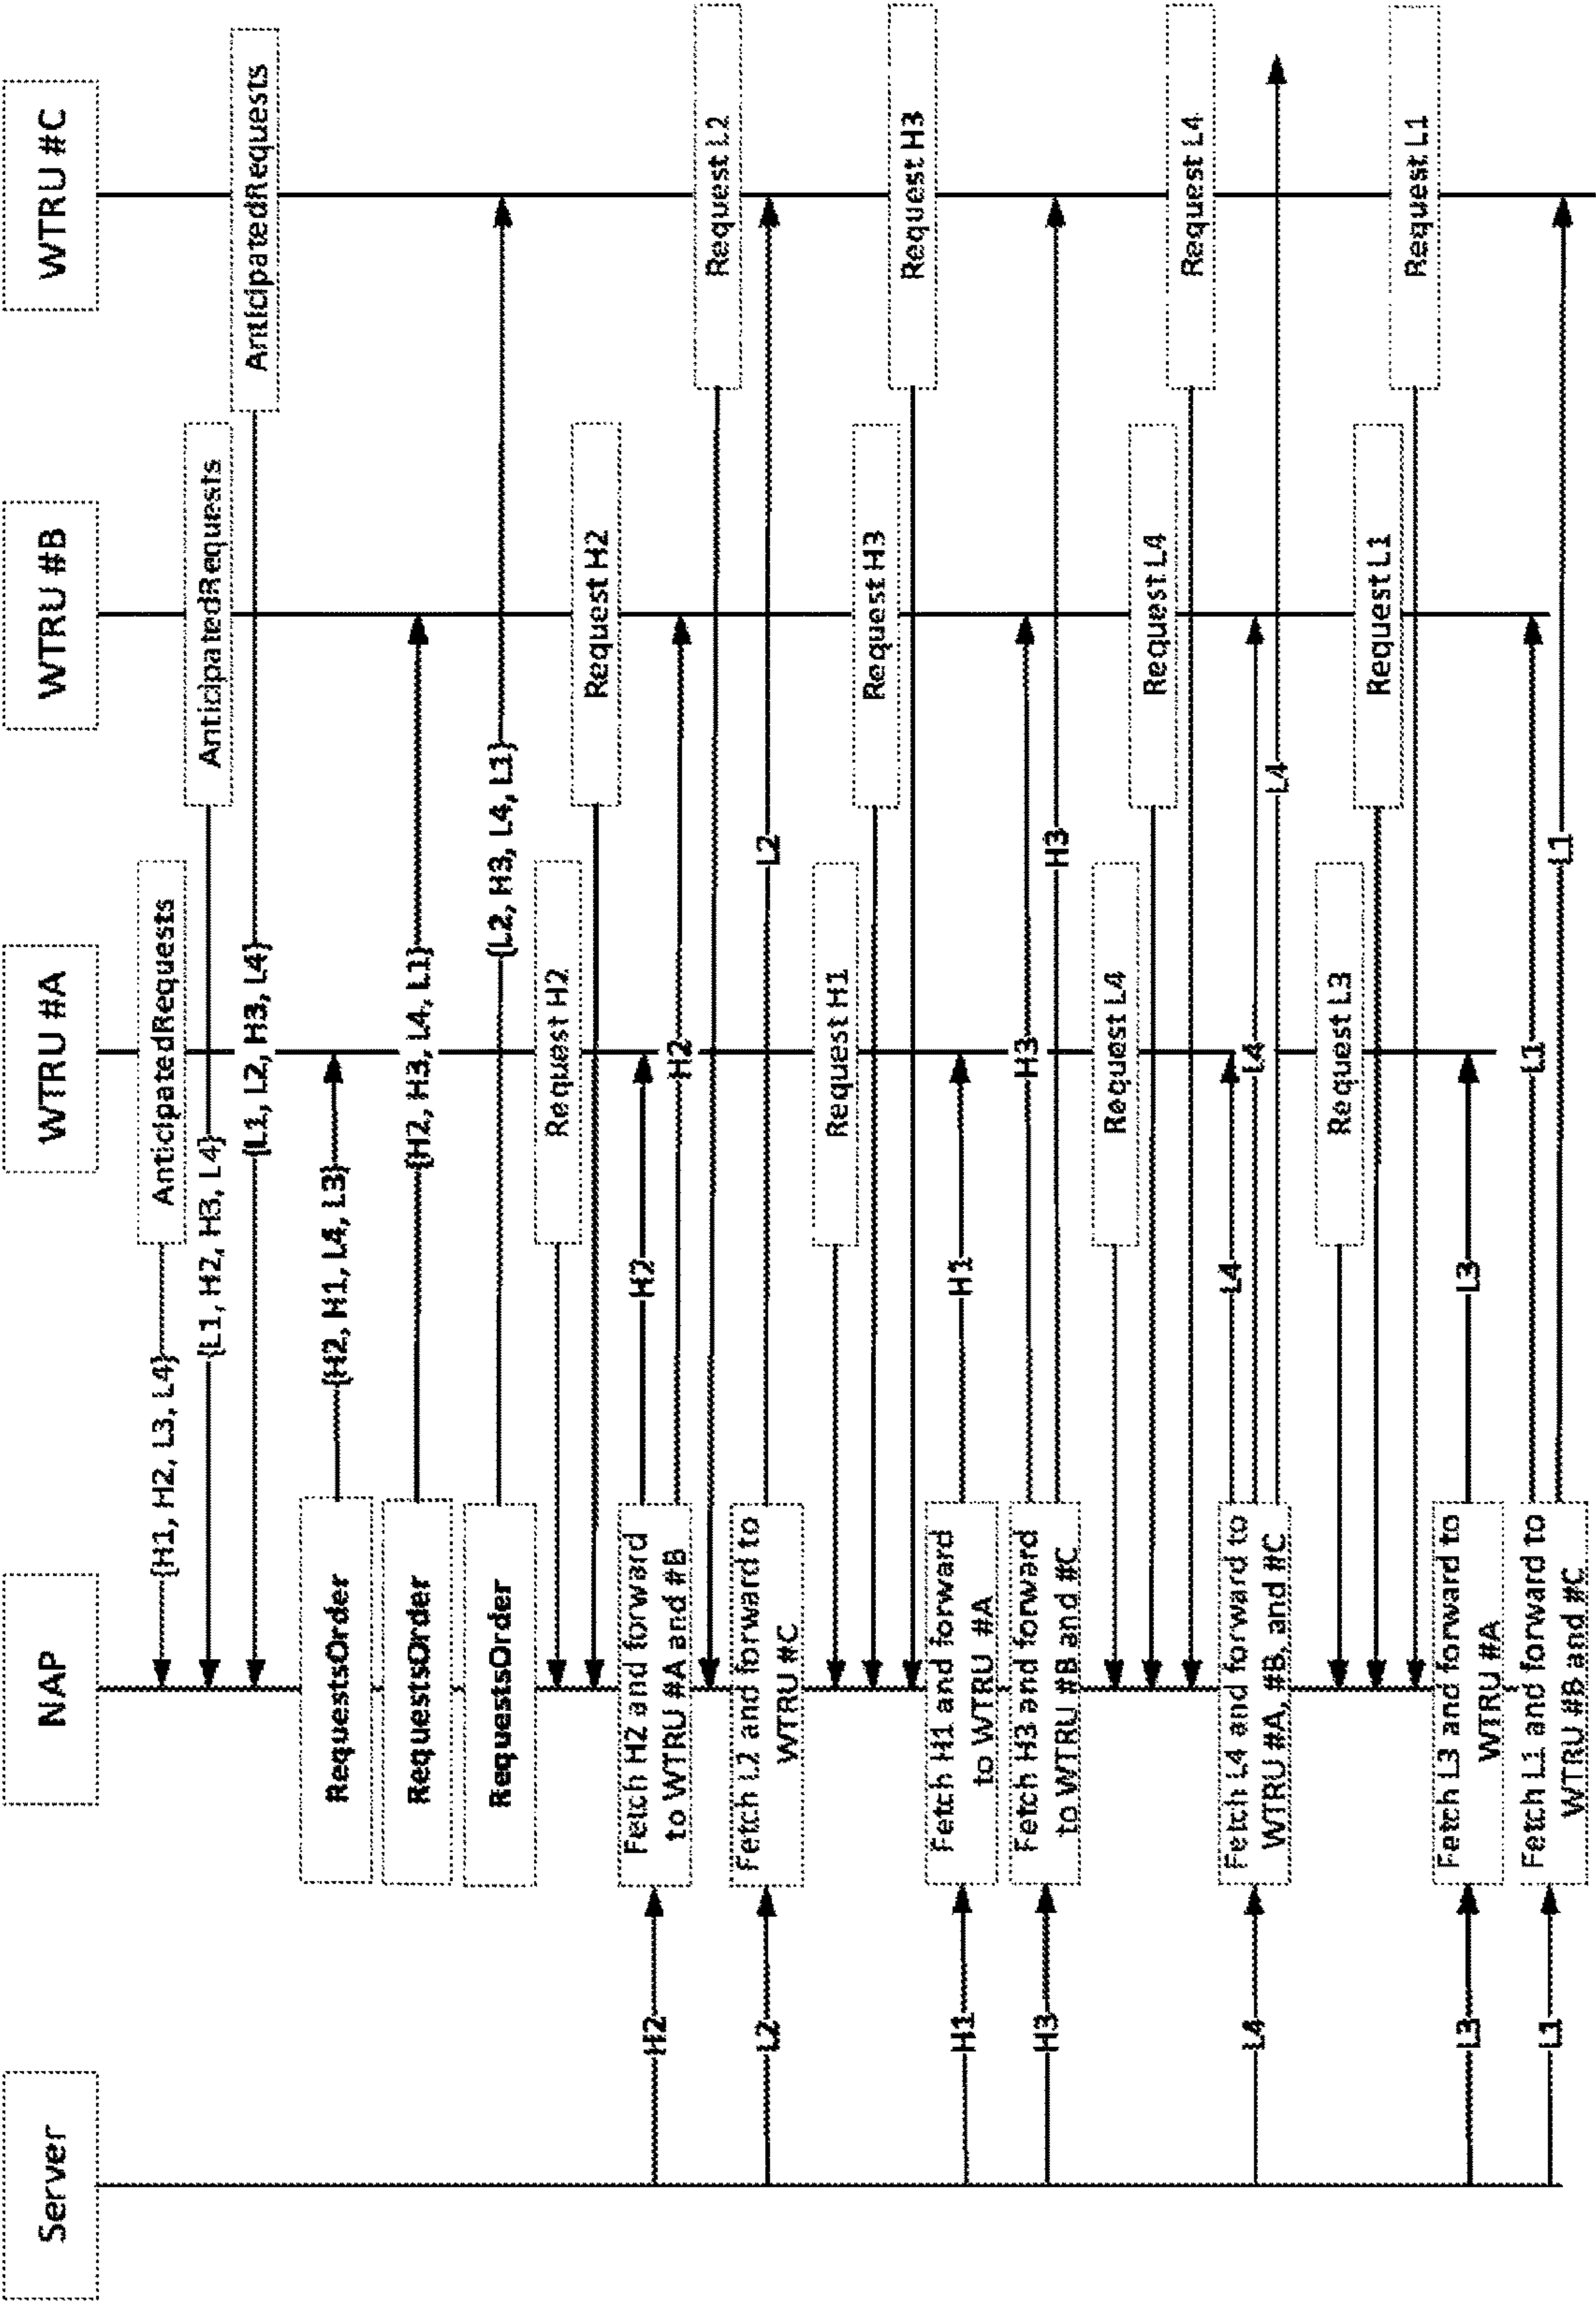 Server
NAP
WTRU #A
WTRU #B
WTRU #C
AnticipatedRequests
{H1, H2, L3, L4}
AnticipatedRequests
{L1, H2, H3, L4}
AnticipatedRequests
{L1, L2, H3, L4}
RequestsOrder
{H2, H1, L4, L3}
RequestsOrder
{H2, H3, L4, L1}
RequestsOrder
{L2, H3, L4, L1}
Request H2
Request H2
H2
Fetch H2 and forward
to WTRU #A and #B
H2
H2
Request L2
L2
Fetch L2 and forward to
WTRU #C
L2
Request H1
Request H3
Request H3
H1
Fetch H1 and forward
to WTRU #A
H1
H3
Fetch H3 and forward
to WTRU #B and #C
H3
H3
Request L4
Request L4
Request L4
L4
Fetch L4 and forward to
WTRU #A, #B, and #C
L4
L4
L4
Request L3
Request L1
Request L1
L3
Fetch L3 and forward to
WTRU #A
L3
L1
Fetch L1 and forward to
WTRU #B and #C
L1
L1